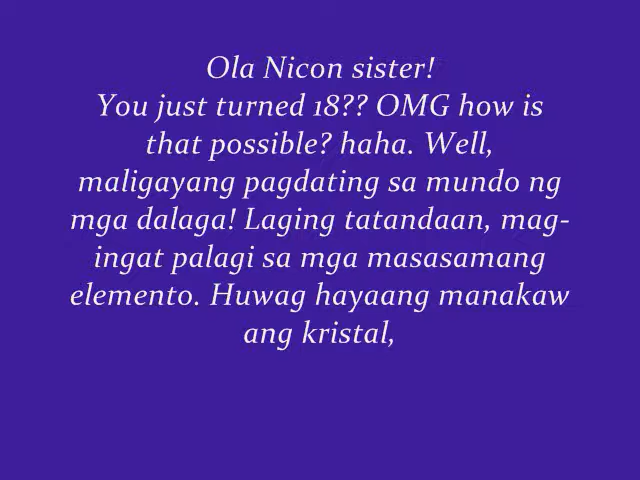 Ola Nicon sister!
You just turned 18?? OMG how is
that possible? haha. Well,
maligayang pagdating sa mundo ng
mga dalaga! Laging tatandaan, mag-
ingat palagi sa mga masasamang
elemento. Huwag hayaang manakaw
ang kristal,